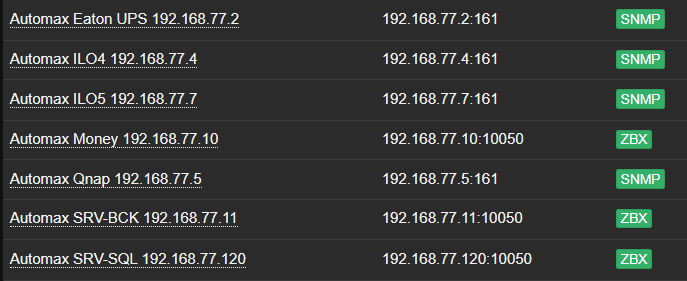 Automax Eaton UPS 192.168.77.2 192.168.77.2:161 SNMP
Automax ILO4 192.168.77.4 192.168.77.4:161 SNMP
Automax ILO5 192.168.77.7 192.168.77.7:161 SNMP
Automax Money 192.168.77.10 192.168.77.10:10050 ZBX
Automax Qnap 192.168.77.5 192.168.77.5:161 SNMP
Automax SRV-BCK 192.168.77.11 192.168.77.11:10050 ZBX
Automax SRV-SQL 192.168.77.120 192.168.77.120:10050 ZBX